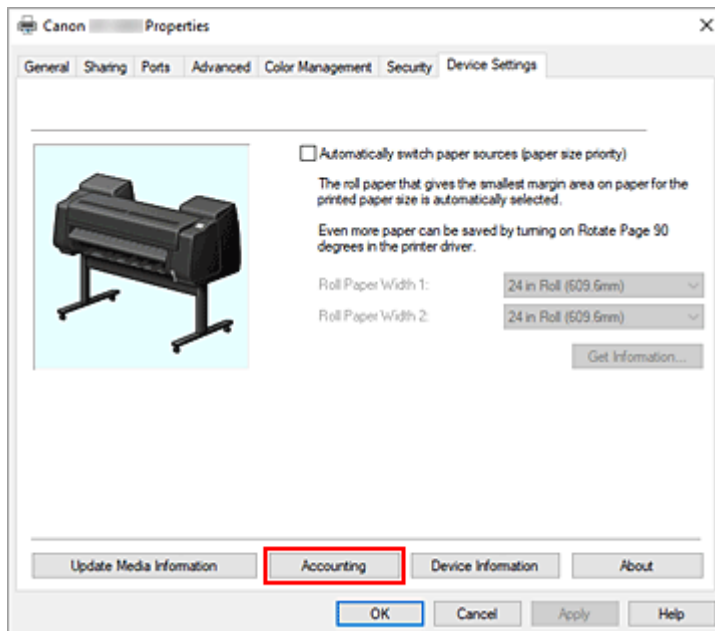 Canon Properties
General Sharing Ports Advanced Color Management Security Device Settings
Automatically switch paper sources (paper size priority)
The roll paper that gives the smallest margin area on paper for the
printed paper size is automatically selected.
Even more paper can be saved by turning on Rotate Page 90
degrees in the printer driver.
Roll Paper Width 1: 24 in Roll (609.6mm)
Roll Paper Width 2: 24 in Roll (609.6mm)
Get Information...
Update Media Information Accounting Device Information About
OK Cancel Apply Help